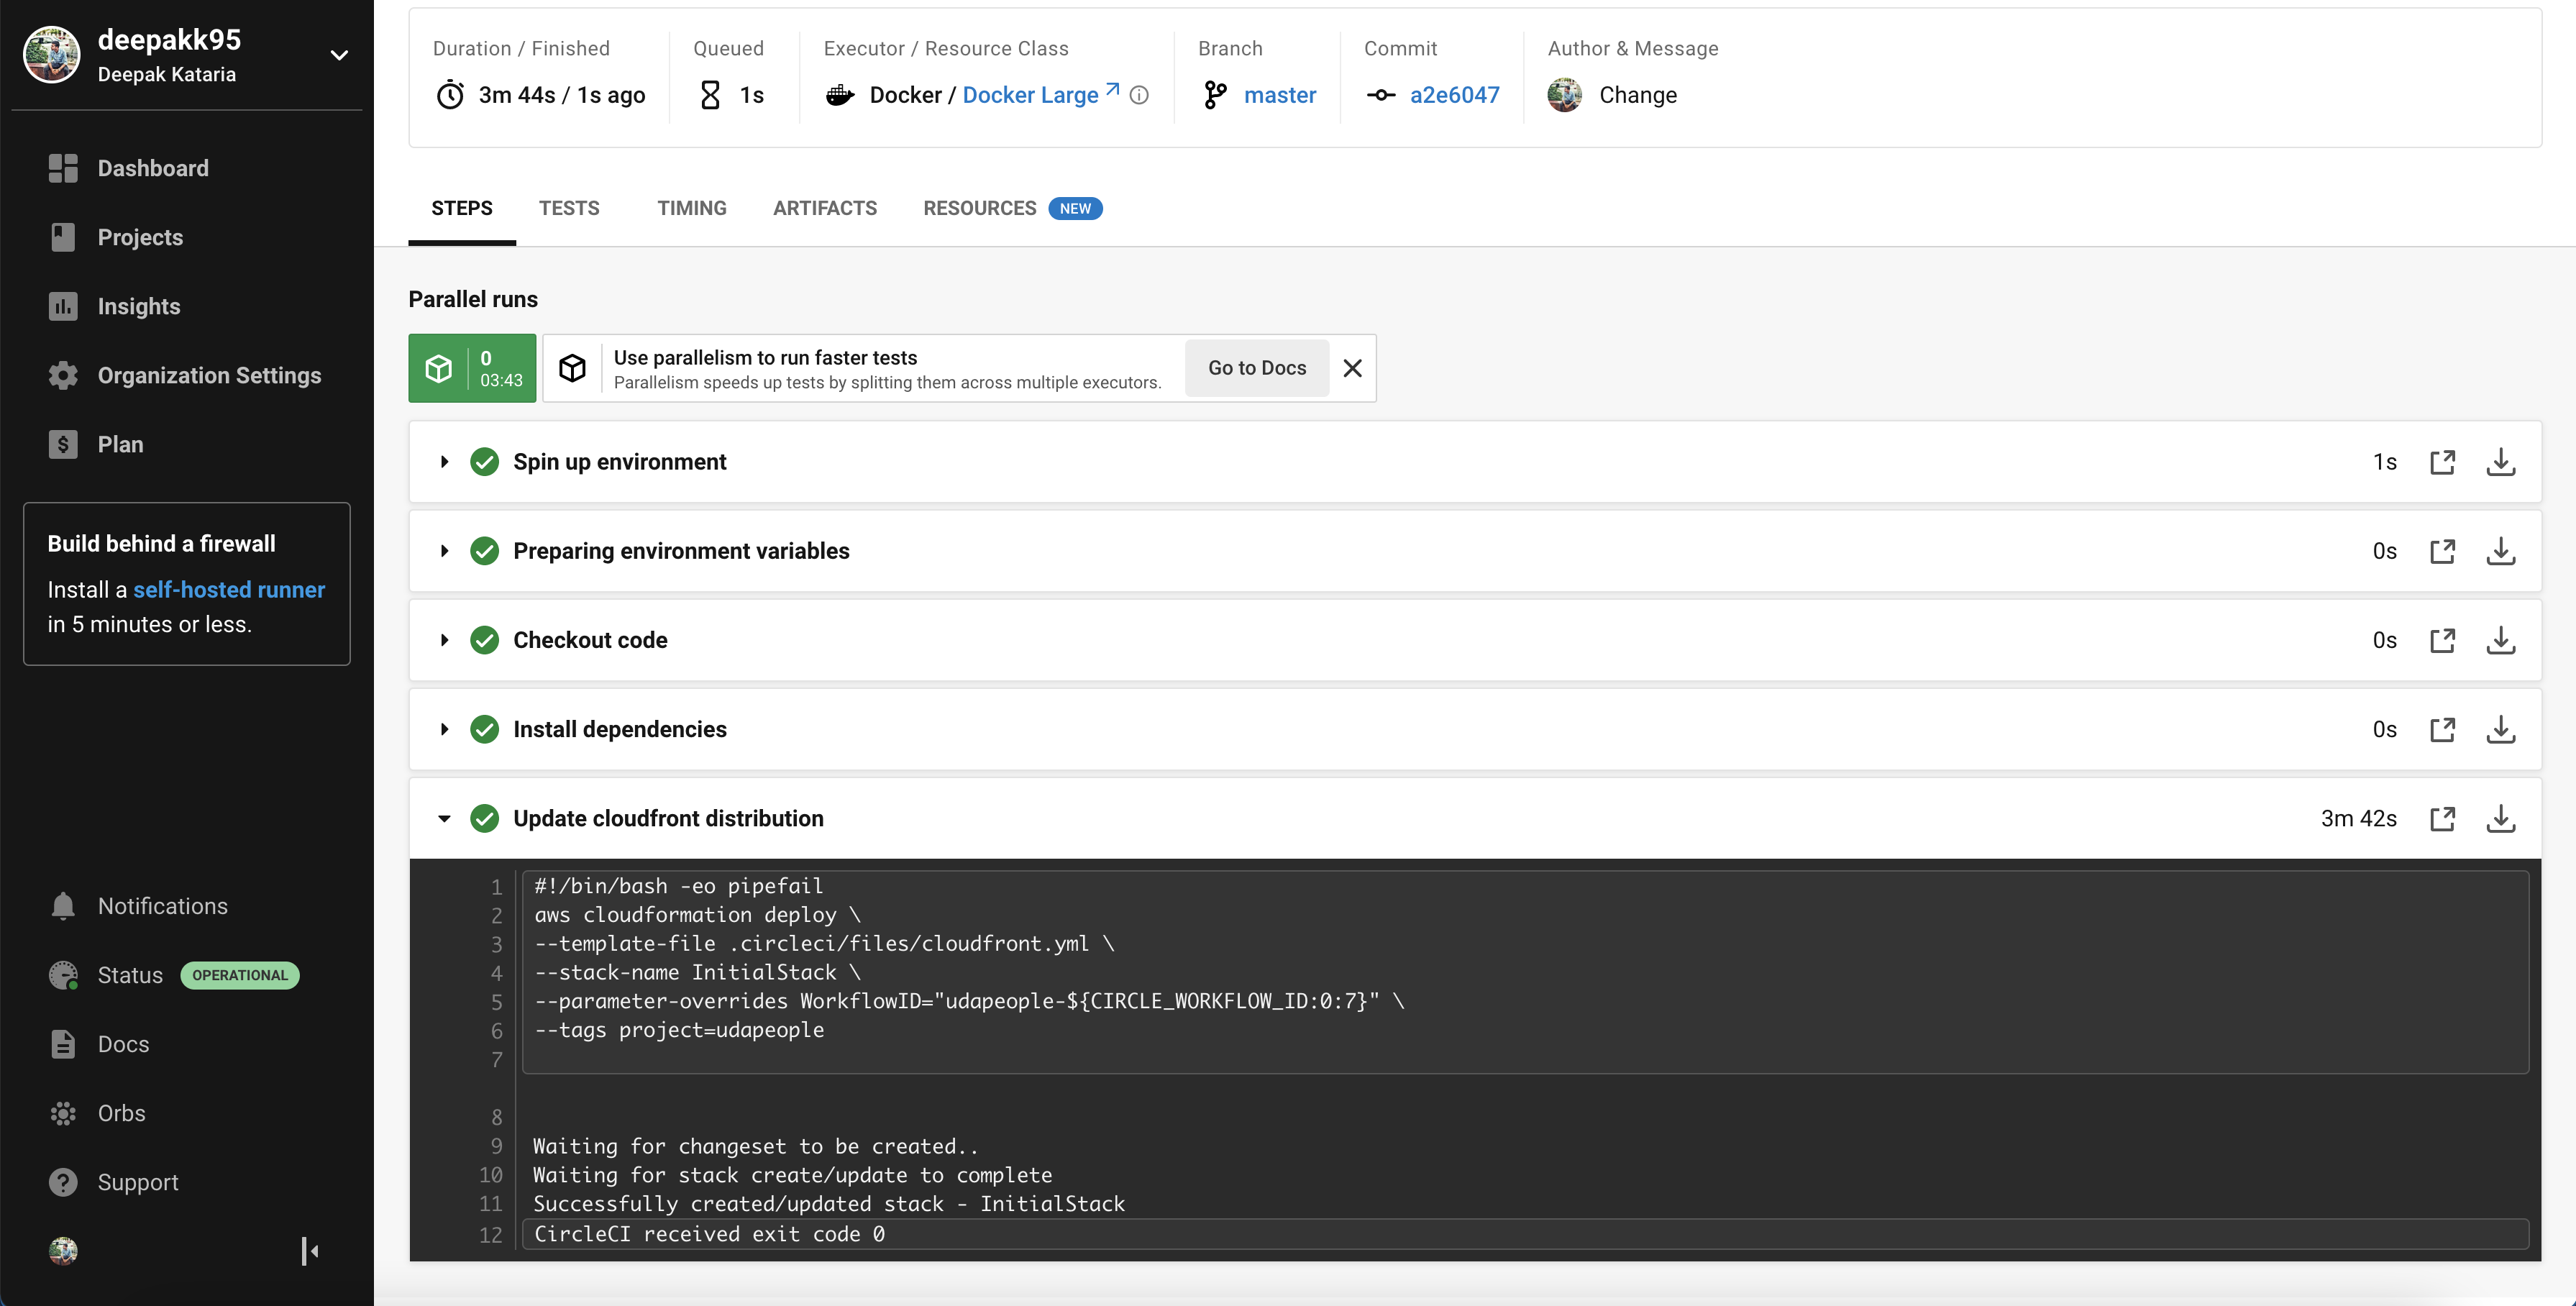 deepakk95
Deepak Kataria
Dashboard
Projects
Insights
Organization Settings
$ Plan
Build behind a firewall
Install a self-hosted runner
in 5 minutes or less.
Notifications
Status OPERATIONAL
Docs
Orbs
? Support
Duration / Finished
3m 44s / 1s ago
Queued
1s
Executor / Resource Class
Docker / Docker Large
Branch
master
Commit
a2e6047
Author & Message
Change
STEPS TESTS TIMING ARTIFACTS RESOURCES NEW
Parallel runs
0
03:43
Use parallelism to run faster tests
Parallelism speeds up tests by splitting them across multiple executors.
Go to Docs
Spin up environment 1s
Preparing environment variables 0s
Checkout code 0s
Install dependencies 0s
Update cloudfront distribution 3m 42s
1 #!/bin/bash -eo pipefail
2 aws cloudformation deploy \
3 --template-file .circleci/files/cloudfront.yml \
4 --stack-name InitialStack \
5 --parameter-overrides WorkflowID="udapeople-${CIRCLE_WORKFLOW_ID:0:7}" \
6 --tags project=udapeople
7
8
9 Waiting for changeset to be created..
10 Waiting for stack create/update to complete
11 Successfully created/updated stack - InitialStack
12 CircleCI received exit code 0